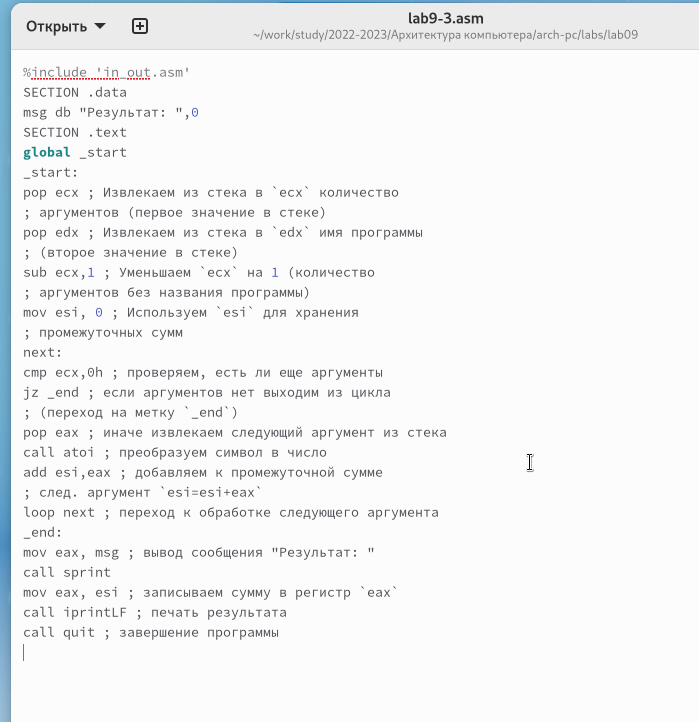 Открыть
lab9-3.asm
~/work/study/2022-2023/Архитектура компьютера/arch-pc/labs/lab09
%include 'in_out.asm'
SECTION .data
msg db "Результат: ",0
SECTION .text
global _start
_start:
pop ecx ; Извлекаем из стека в `ecx` количество
; аргументов (первое значение в стеке)
pop edx ; Извлекаем из стека в `edx` имя программы
; (второе значение в стеке)
sub ecx,1 ; Уменьшаем `ecx` на 1 (количество
; аргументов без названия программы)
mov esi, 0 ; Используем `esi` для хранения
; промежуточных сумм
next:
cmp ecx,0h ; проверяем, есть ли еще аргументы
jz _end ; если аргументов нет выходим из цикла
; (переход на метку `_end`)
pop eax ; иначе извлекаем следующий аргумент из стека
call atoi ; преобразуем символ в число
add esi,eax ; добавляем к промежуточной сумме
; след. аргумент `esi=esi+eax`
loop next ; переход к обработке следующего аргумента
_end:
mov eax, msg ; вывод сообщения "Результат: "
call sprint
mov eax, esi ; записываем сумму в регистр `eax`
call iprintLF ; печать результата
call quit ; завершение программы